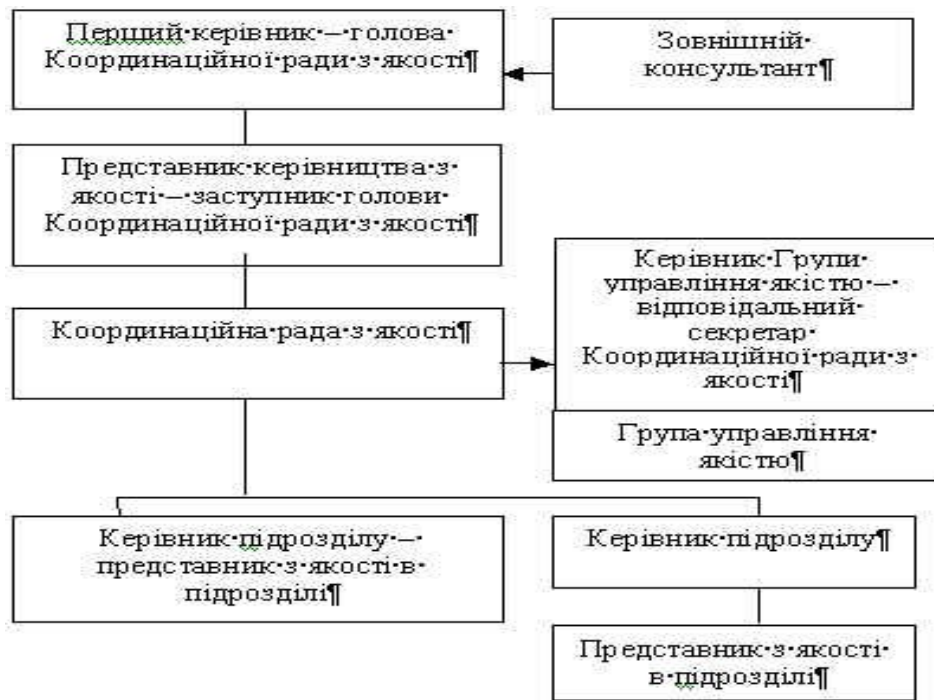 Перший·керівник·–·голова·
Координаційної·ради·з·якості¶
Зовнішній·
консультант¶
Представник·керівництва·з·
якості·–·заступник·голови·
Координаційної·ради·з·якості¶
Керівник·Групи·
управління·якістю·–·
відповідальний·
секретар·
Координаційної·ради·з·
якості¶
Координаційна·рада·з·якості¶
Група·управління·
якістю¶
Керівник·підрозділу·–·
представник·з·якості·в·
підрозділі¶
Керівник·підрозділу¶
Представник·з·якості·
в·підрозділі¶